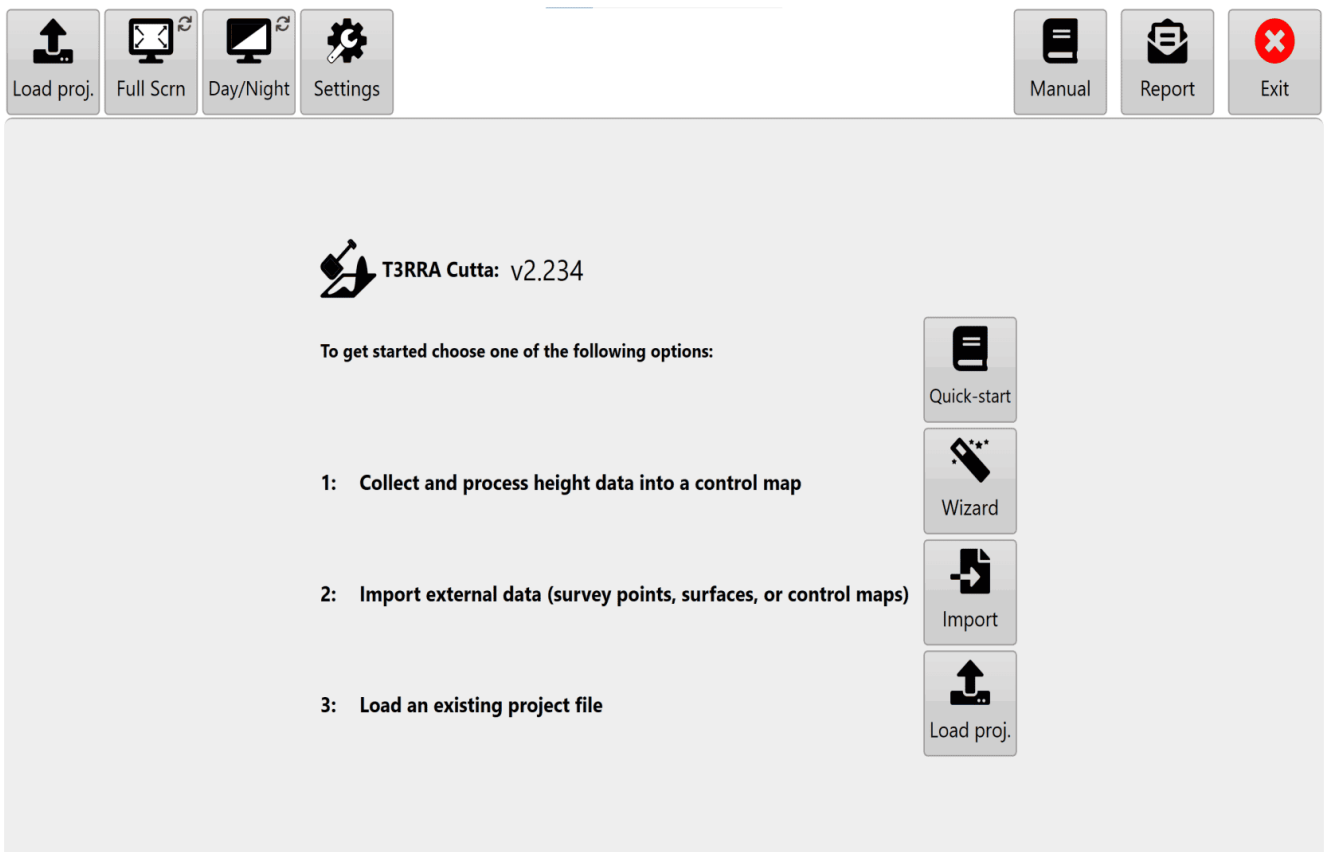 Load proj.
Full Scrn
Day/Night
Settings
Manual
Report
Exit
T3RRA Cutta: v2.234
To get started choose one of the following options:
Quick-start
1: Collect and process height data into a control map
Wizard
2: Import external data (survey points, surfaces, or control maps)
Import
3: Load an existing project file
Load proj.